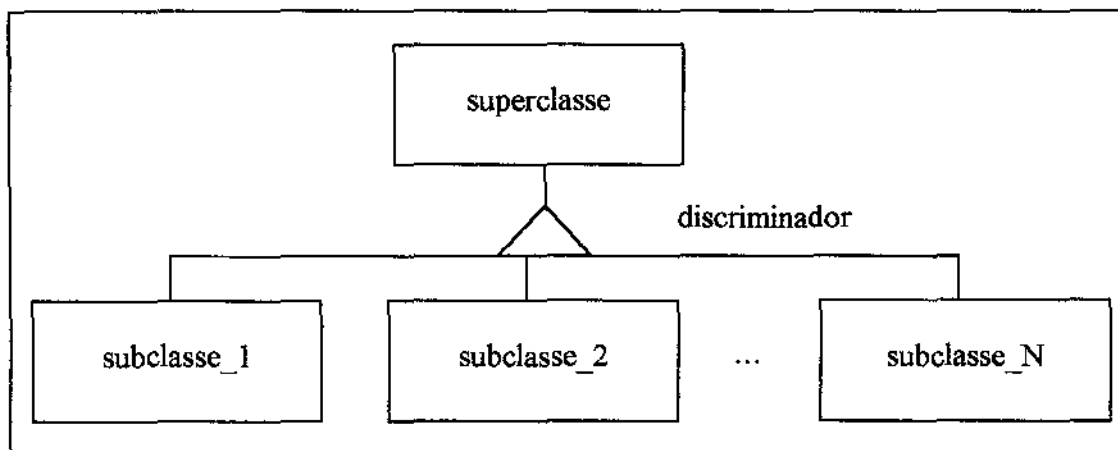 superclasse
discriminador
subclasse_1
subclasse_2
...
subclasse_N